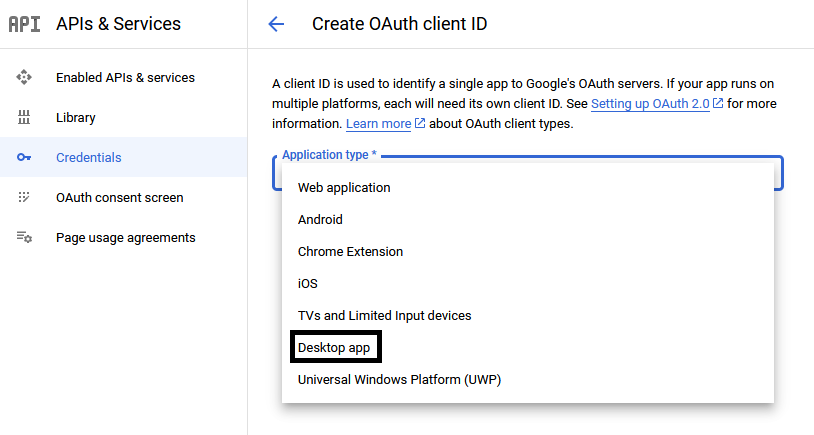 API APIs & Services
Enabled APIs & services
Library
Credentials
OAuth consent screen
Page usage agreements
Create OAuth client ID
A client ID is used to identify a single app to Google's OAuth servers. If your app runs on
multiple platforms, each will need its own client ID. See Setting up OAuth 2.0 for more
information. Learn more about OAuth client types.
Application type *
Web application
Android
Chrome Extension
iOS
TVs and Limited Input devices
Desktop app
Universal Windows Platform (UWP)